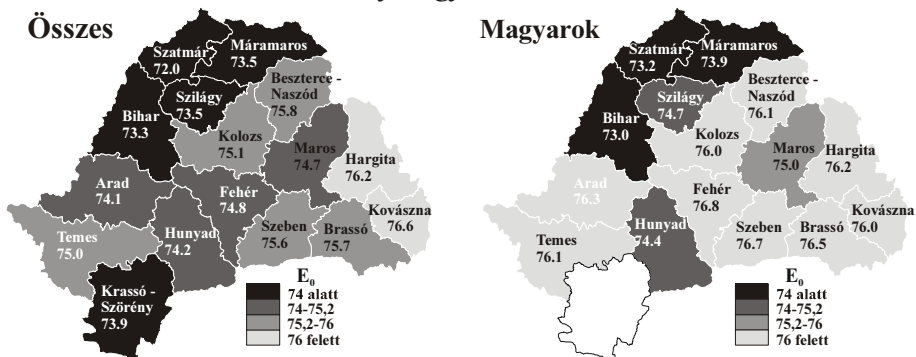 Összes
Szatmár
72.0
Máramaros
73.5
Beszterce -
Naszód
75.8
Szilágy
73.5
Bihar
73.3
Kolozs
75.1
Maros
74.7
Hargita
76.2
Arad
74.1
Fehér
74.8
Kovászna
76.6
Temes
75.0
Hunyad
74.2
Szeben
75.6
Brassó
75.7
Krassó -
Szörény
73.9
E0
74 alatt
74-75,2
75,2-76
76 felett
Magyarok
Szatmár
73.2
Máramaros
73.9
Beszterce -
Naszód
76.1
Szilágy
74.7
Bihar
73.0
Kolozs
76.0
Maros
75.0
Hargita
76.2
Arad
76.3
Fehér
76.8
Kovászna
76.0
Temes
76.1
Hunyad
74.4
Szeben
76.7
Brassó
76.5
E0
74 alatt
74-75,2
75,2-76
76 felett